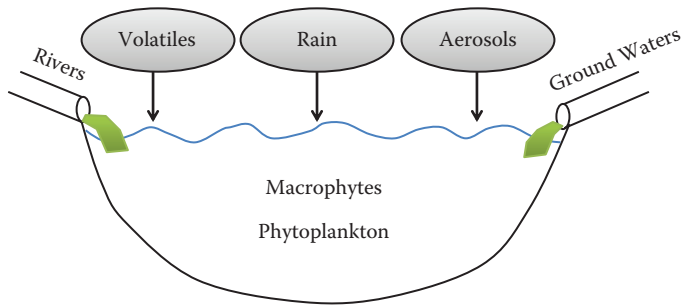 Rivers
Volatiles
Rain
Aerosols
Ground Waters
Macrophytes
Phytoplankton